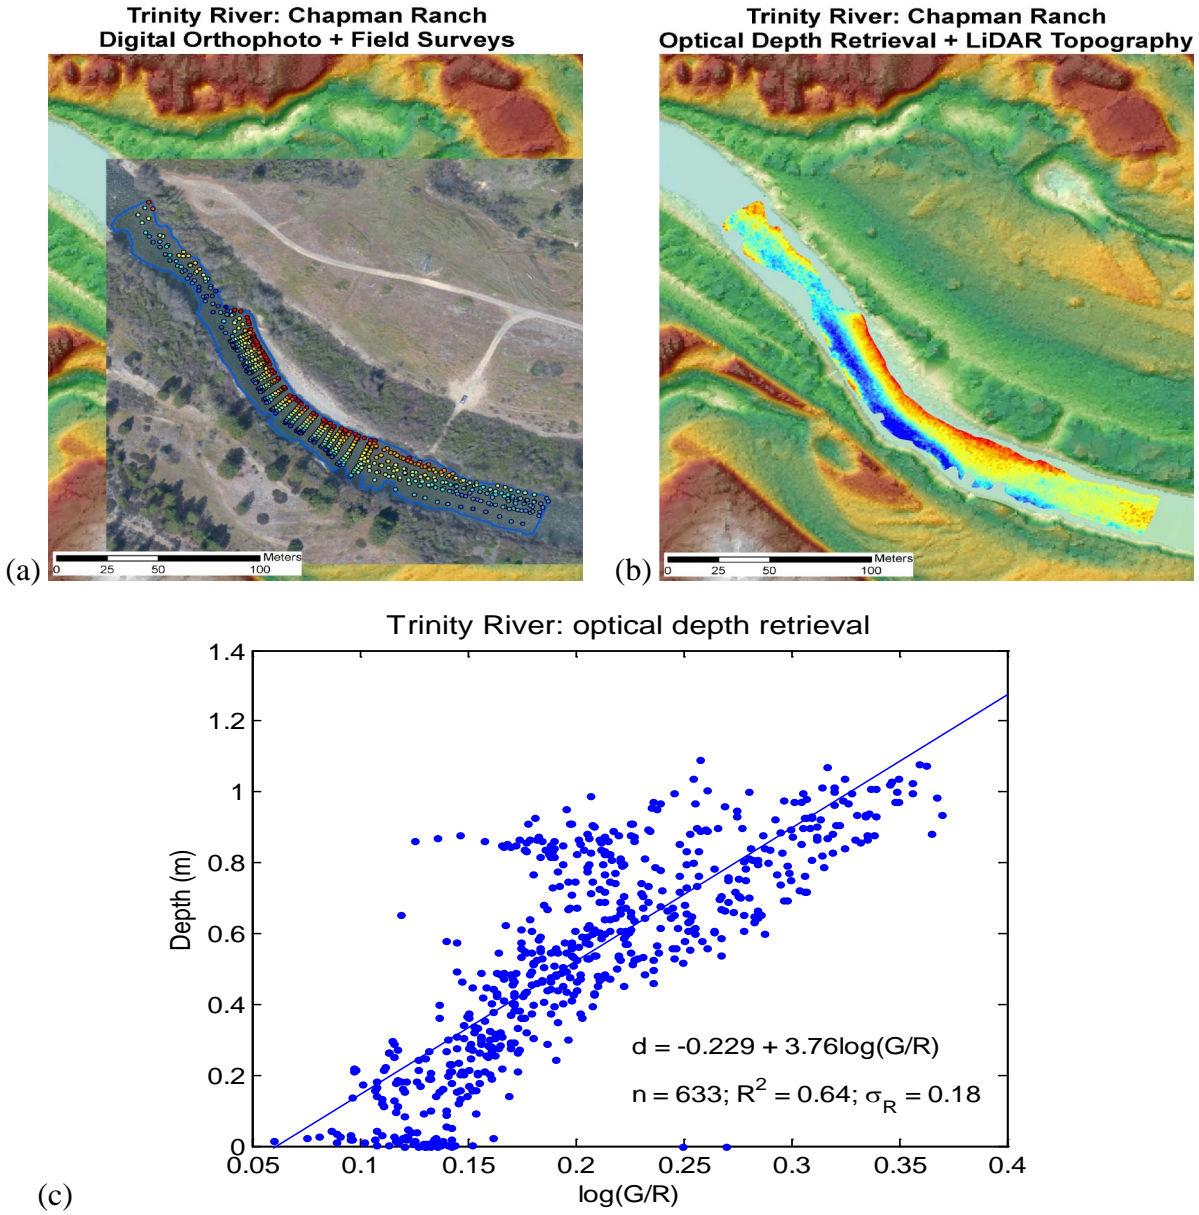 Trinity River: Chapman Ranch
Digital Orthophoto + Field Surveys
Trinity River: Chapman Ranch
Optical Depth Retrieval + LiDAR Topography
(a)
Meters
0 25 50 100
(b)
Meters
0 25 50 100
Trinity River: optical depth retrieval
1.4
1.2
1
0.8
0.6
0.4
0.2
0
Depth (m)
d = -0.229 + 3.76log(G/R)
n = 633; R² = 0.64; σ_R = 0.18
0.05 0.1 0.15 0.2 0.25 0.3 0.35 0.4
log(G/R)
(c)